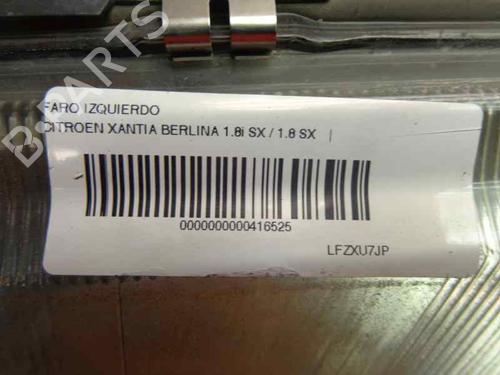 FARO IZQUIERDO
CITROEN XANTIA BERLINA 1.8i SX / 1.8 SX |
0000000000416525
LFZXU7JP
B-PARTS